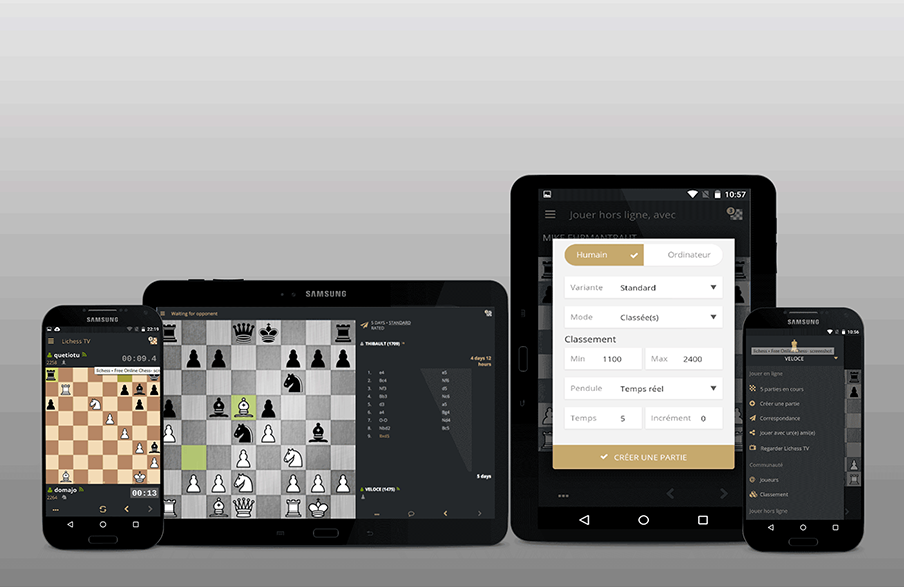 SAMSUNG
22:19
Lichess TV
quetiotu
2258
00:09.4
lichess • Free Online Chess- scre
domajo
2264
00:13
SAMSUNG
Waiting for opponent
5 DAYS • STANDARD
RATED
THIBAULT (1789)
4 days 12
hours
1. e4 e5
2. Bc4 Nf6
3. Nf3 d5
4. Bb3
5. d3
6. a4 Bg4
7. O-O Nd4
8. Nbd2 Bc5
9. Bxd5
5 days
VELOCE (1475)
10:57
Jouer hors ligne, avec
3
MIKE EHRMANTRAUT
Humain
Ordinateur
Variante Standard
Mode Classée(s)
Classement
Min 1100 Max 2400
Pendule Temps réel
Temps 5 Incrément 0
CRÉER UNE PARTIE
SAMSUNG
10:56
lichess • Free Online Chess- screenshot
VELOCE
Jouer en ligne
5 parties en cours
Créer une partie
Correspondance
Jouer avec un(e) ami(e)
Regarder Lichess TV
Communauté
Joueurs
Classement
Jouer hors ligne